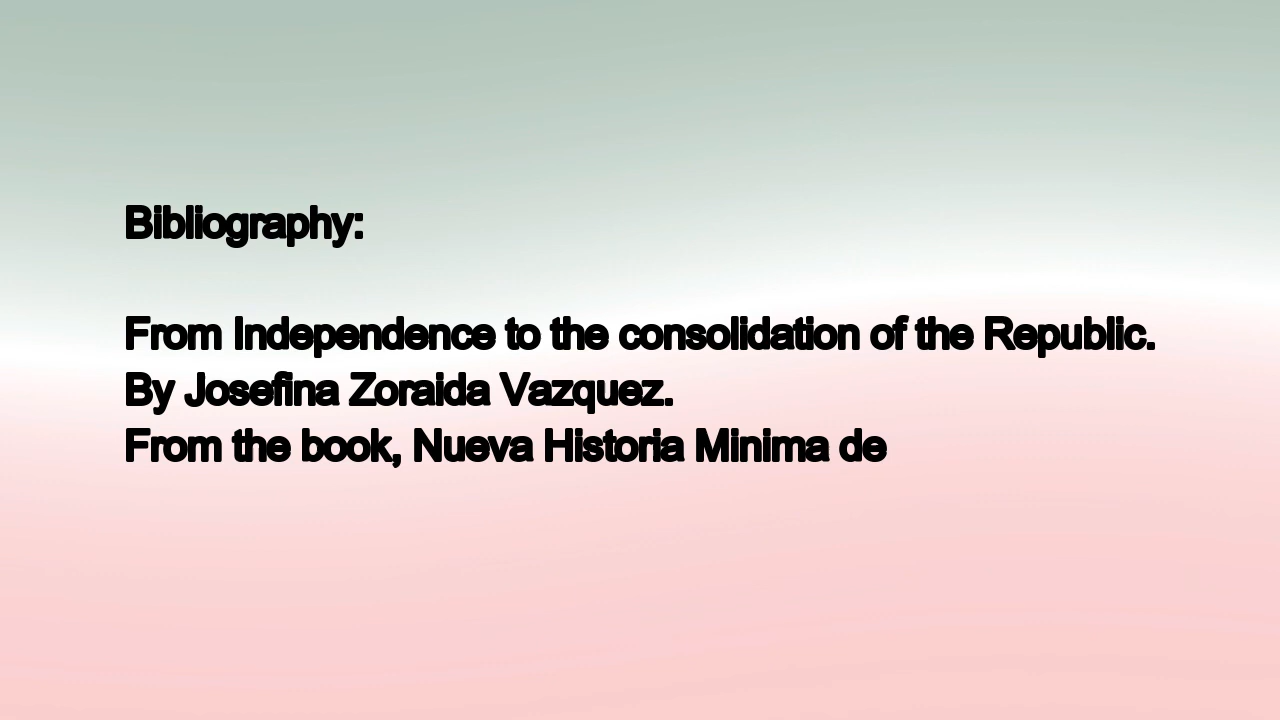 Bibliography:
From Independence to the consolidation of the Republic.
By Josefina Zoraida Vazquez.
From the book, Nueva Historia Minima de